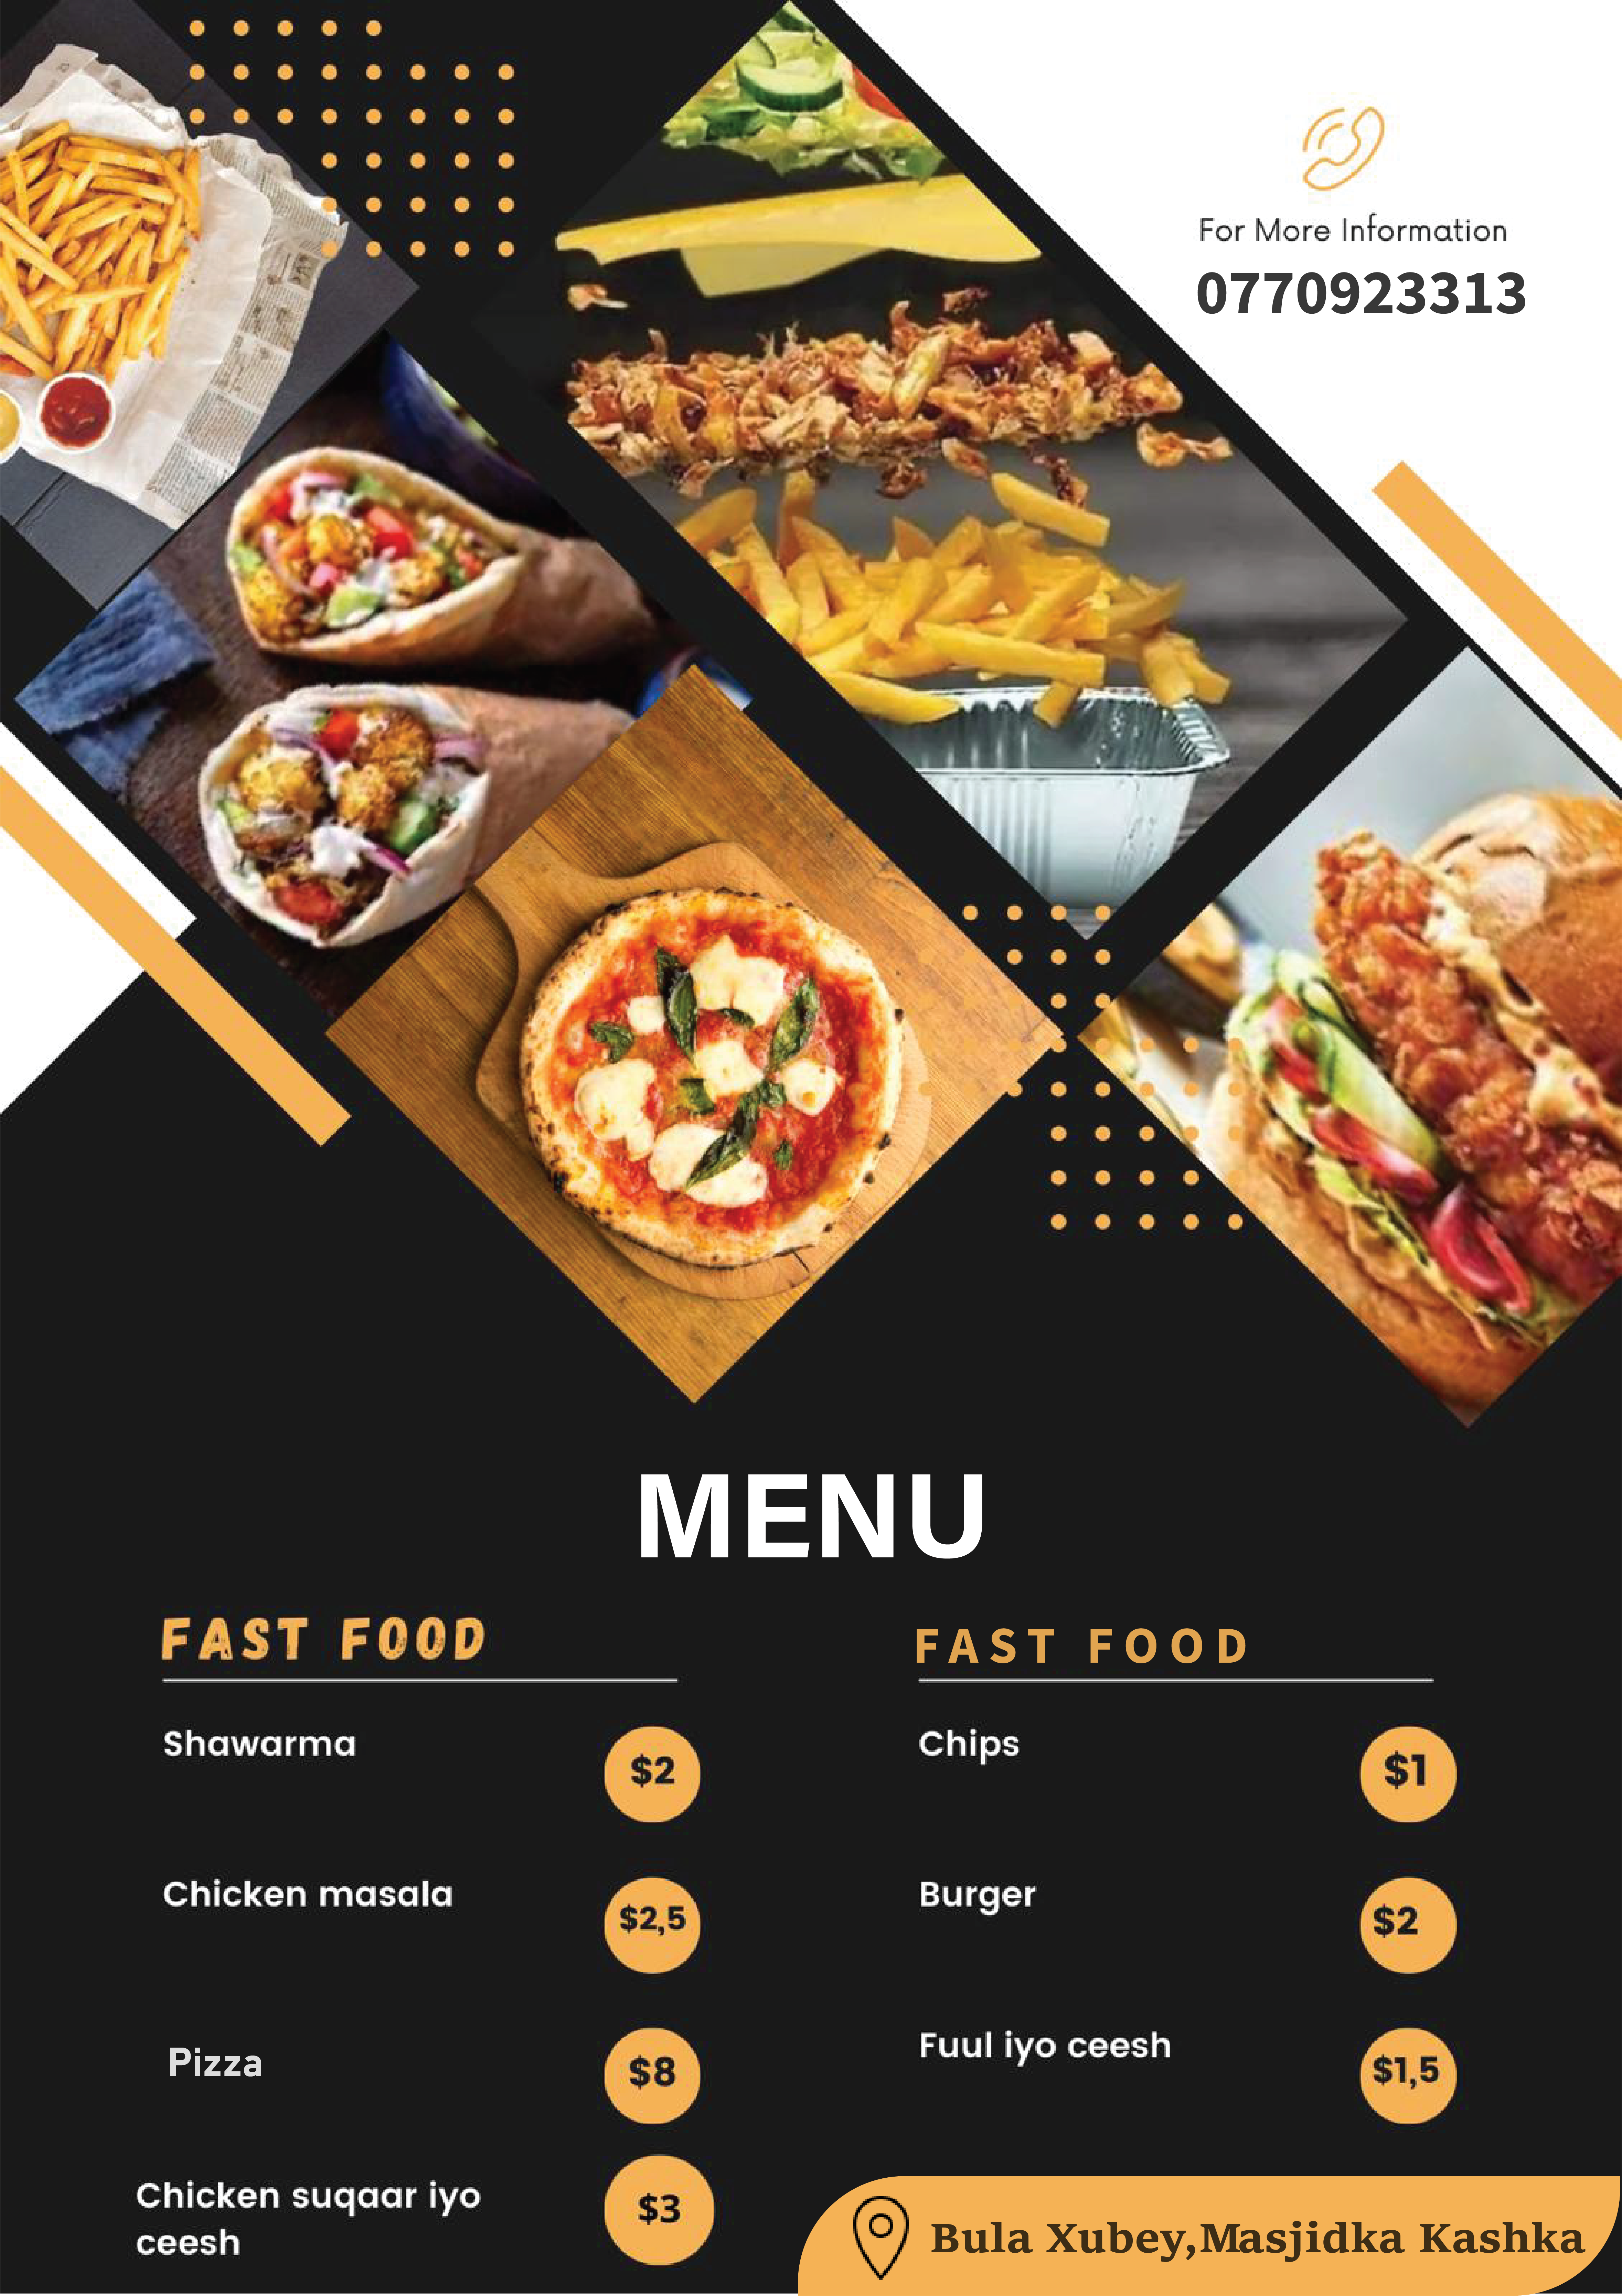 For More Information
0770923313
MENU
FAST FOOD
Shawarma
$2
Chicken masala
$2,5
Pizza
$8
Chicken suqaar iyo
ceesh
$3
FAST FOOD
Chips
$1
Burger
$2
Fuul iyo ceesh
$1,5
Bula Xubey,Masjidka Kashka